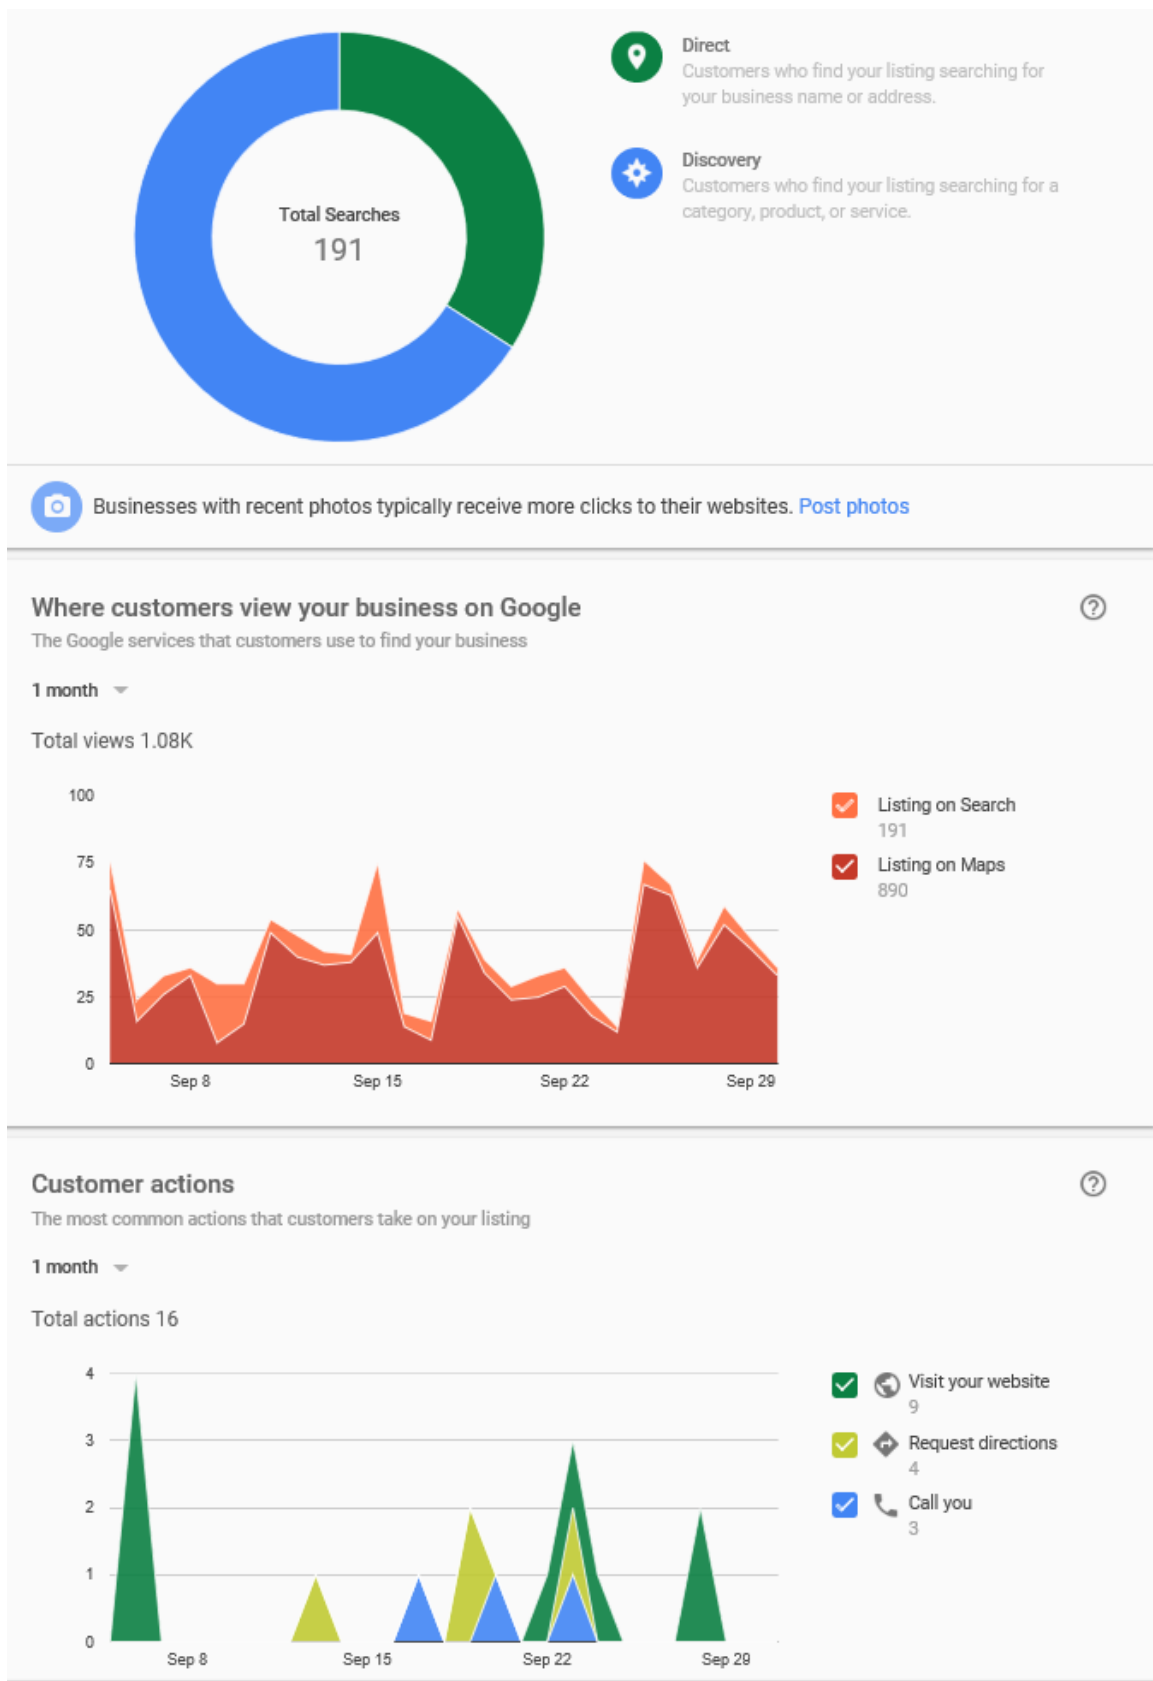 Direct
Customers who find your listing searching for
your business name or address.
Discovery
Customers who find your listing searching for a
category, product, or service.
Total Searches
191
Businesses with recent photos typically receive more clicks to their websites. Post photos
Where customers view your business on Google
The Google services that customers use to find your business
1 month
Total views 1.08K
100
75
50
25
0
Sep 8 Sep 15 Sep 22 Sep 29
Listing on Search
191
Listing on Maps
890
Customer actions
The most common actions that customers take on your listing
1 month
Total actions 16
4
3
2
1
0
Sep 8 Sep 15 Sep 22 Sep 29
Visit your website
9
Request directions
4
Call you
3